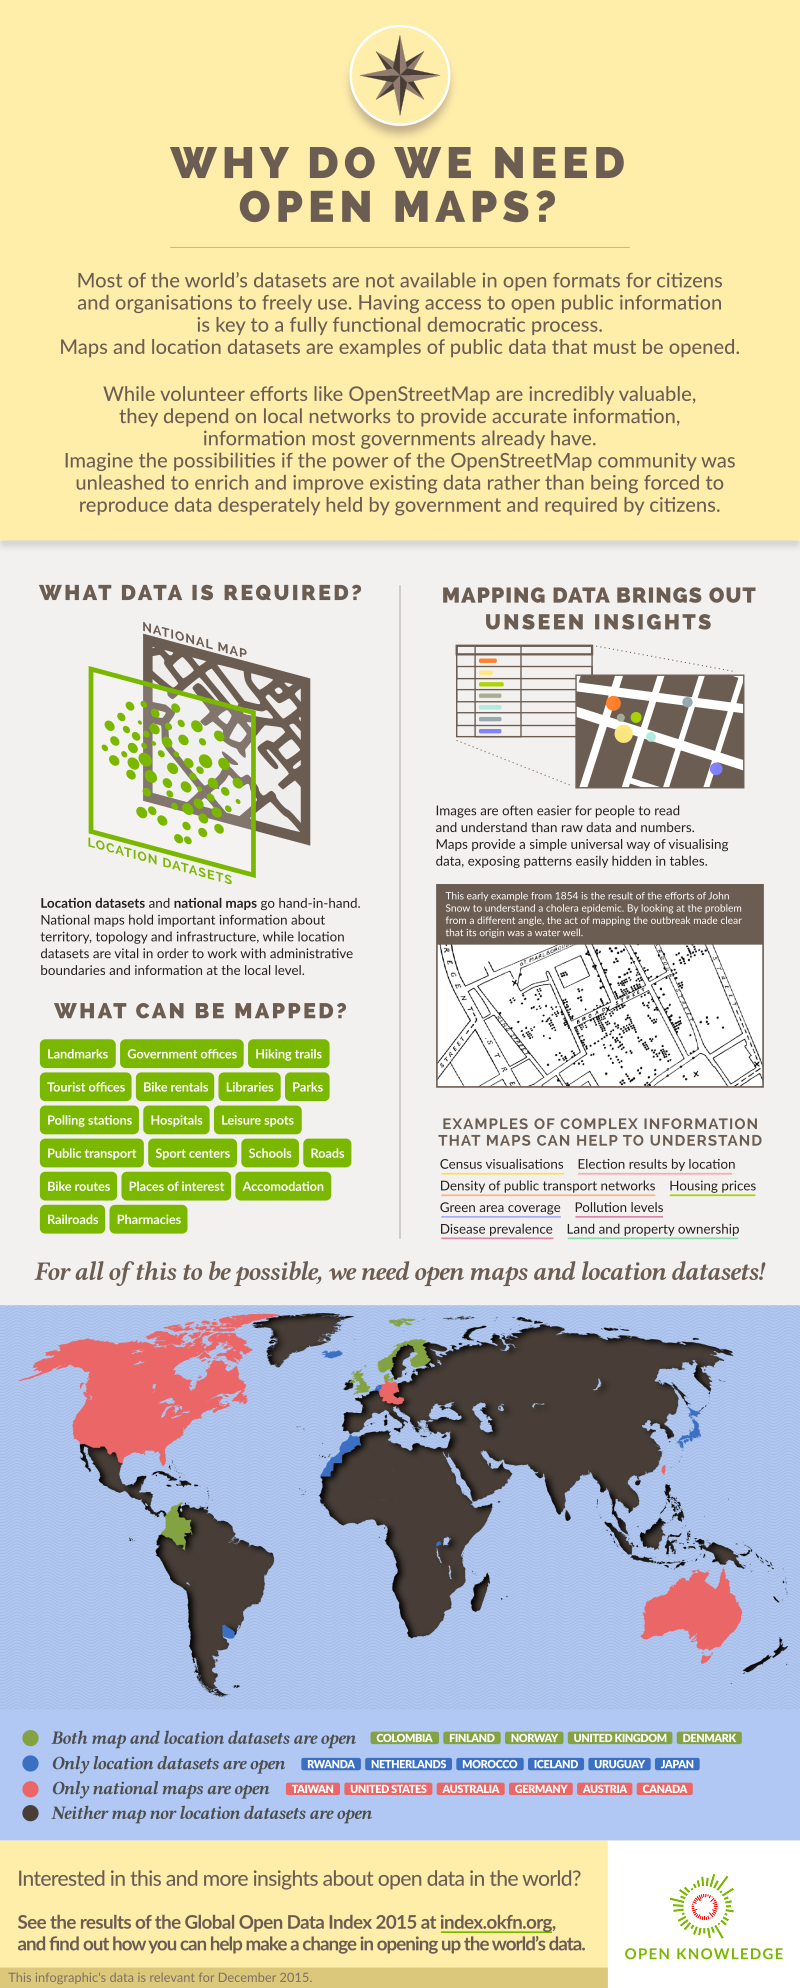 WHY DO WE NEED
OPEN MAPS?
Most of the world's datasets are not available in open formats for citizens
and organisations to freely use. Having access to open public information
is key to a fully functional democratic process.
Maps and location datasets are examples of public data that must be opened.
While volunteer efforts like OpenStreetMap are incredibly valuable,
they depend on local networks to provide accurate information,
information most governments already have.
Imagine the possibilities if the power of the OpenStreetMap community was
unleashed to enrich and improve existing data rather than being forced to
reproduce data desperately held by government and required by citizens.
WHAT DATA IS REQUIRED?
NATIONAL MAP
LOCATION DATASETS
Location datasets and national maps go hand-in-hand.
National maps hold important information about
territory, topology and infrastructure, while location
datasets are vital in order to work with administrative
boundaries and information at the local level.
WHAT CAN BE MAPPED?
Landmarks Government offices Hiking trails
Tourist offices Bike rentals Libraries Parks
Polling stations Hospitals Leisure spots
Public transport Sport centers Schools Roads
Bike routes Places of interest Accomodation
Railroads Pharmacies
MAPPING DATA BRINGS OUT
UNSEEN INSIGHTS
Images are often easier for people to read
and understand than raw data and numbers.
Maps provide a simple universal way of visualising
data, exposing patterns easily hidden in tables.
This early example from 1854 is the result of the efforts of John
Snow to understand a cholera epidemic. By looking at the problem
from a different angle, the act of mapping the outbreak made clear
that its origin was a water well.
REGENT
STREET
EXAMPLES OF COMPLEX INFORMATION
THAT MAPS CAN HELP TO UNDERSTAND
Census visualisations Election results by location
Density of public transport networks Housing prices
Green area coverage Pollution levels
Disease prevalence Land and property ownership
For all of this to be possible, we need open maps and location datasets!
Both map and location datasets are open COLOMBIA FINLAND NORWAY UNITED KINGDOM DENMARK
Only location datasets are open RWANDA NETHERLANDS MOROCCO ICELAND URUGUAY JAPAN
Only national maps are open TAIWAN UNITED STATES AUSTRALIA GERMANY AUSTRIA CANADA
Neither map nor location datasets are open
Interested in this and more insights about open data in the world?
See the results of the Global Open Data Index 2015 at index.okfn.org,
and find out how you can help make a change in opening up the world's data.
OPEN KNOWLEDGE
This infographic's data is relevant for December 2015.